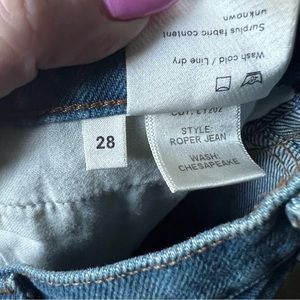 Surplus fabric content
unknown
Wash cold / Line dry
28
STYLE:
ROPER JEAN
WASH:
CHESAPEAKE